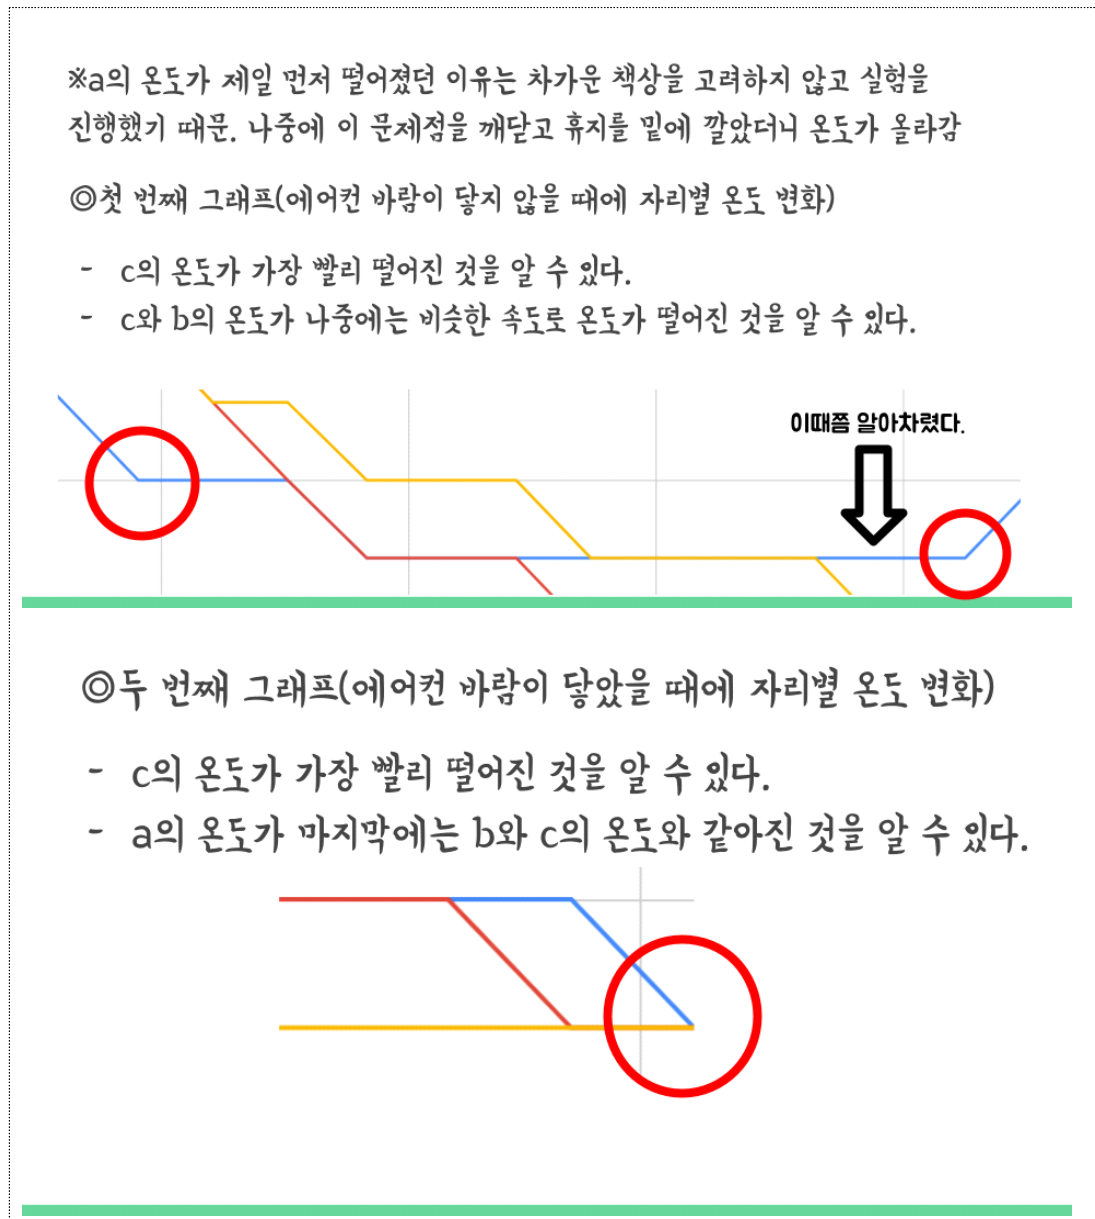 ※a의 온도가 제일 먼저 떨어졌던 이유는 차가운 책상을 고려하지 않고 실험을
진행했기 때문. 나중에 이 문제점을 깨닫고 휴지를 밑에 깔았더니 온도가 올라감
◎첫 번째 그래프(에어컨 바람이 닿지 않을 때에 자리별 온도 변화)
- c의 온도가 가장 빨리 떨어진 것을 알 수 있다.
- c와 b의 온도가 나중에는 비슷한 속도로 온도가 떨어진 것을 알 수 있다.
이때쯤 알아차렸다.
◎두 번째 그래프(에어컨 바람이 닿았을 때에 자리별 온도 변화)
- c의 온도가 가장 빨리 떨어진 것을 알 수 있다.
- a의 온도가 마지막에는 b와 c의 온도와 같아진 것을 알 수 있다.